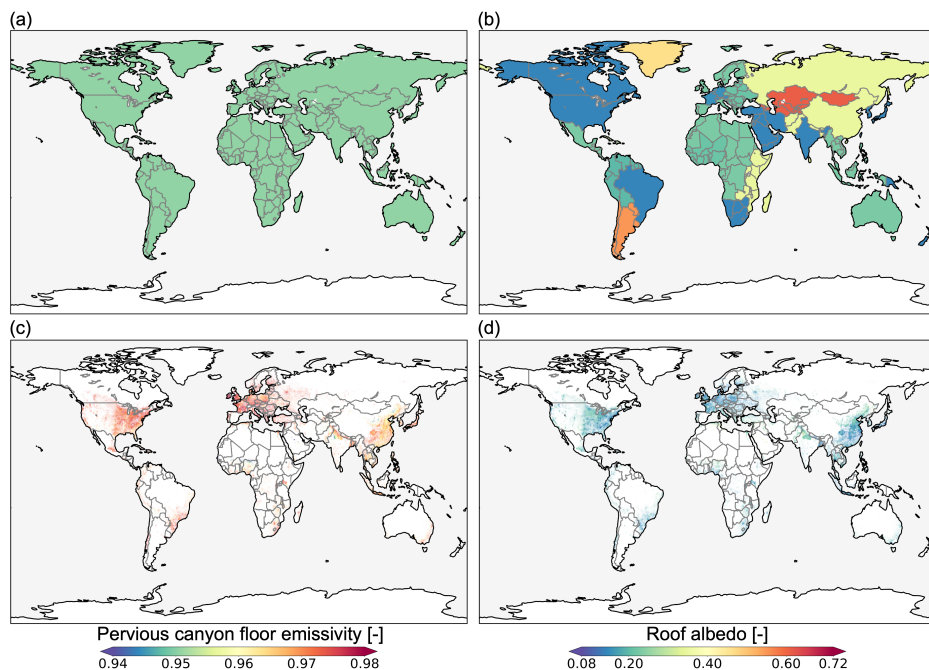 (a)
(b)
(c)
(d)
Pervious canyon floor emissivity [-]
0.94 0.95 0.96 0.97 0.98
Roof albedo [-]
0.08 0.20 0.40 0.60 0.72